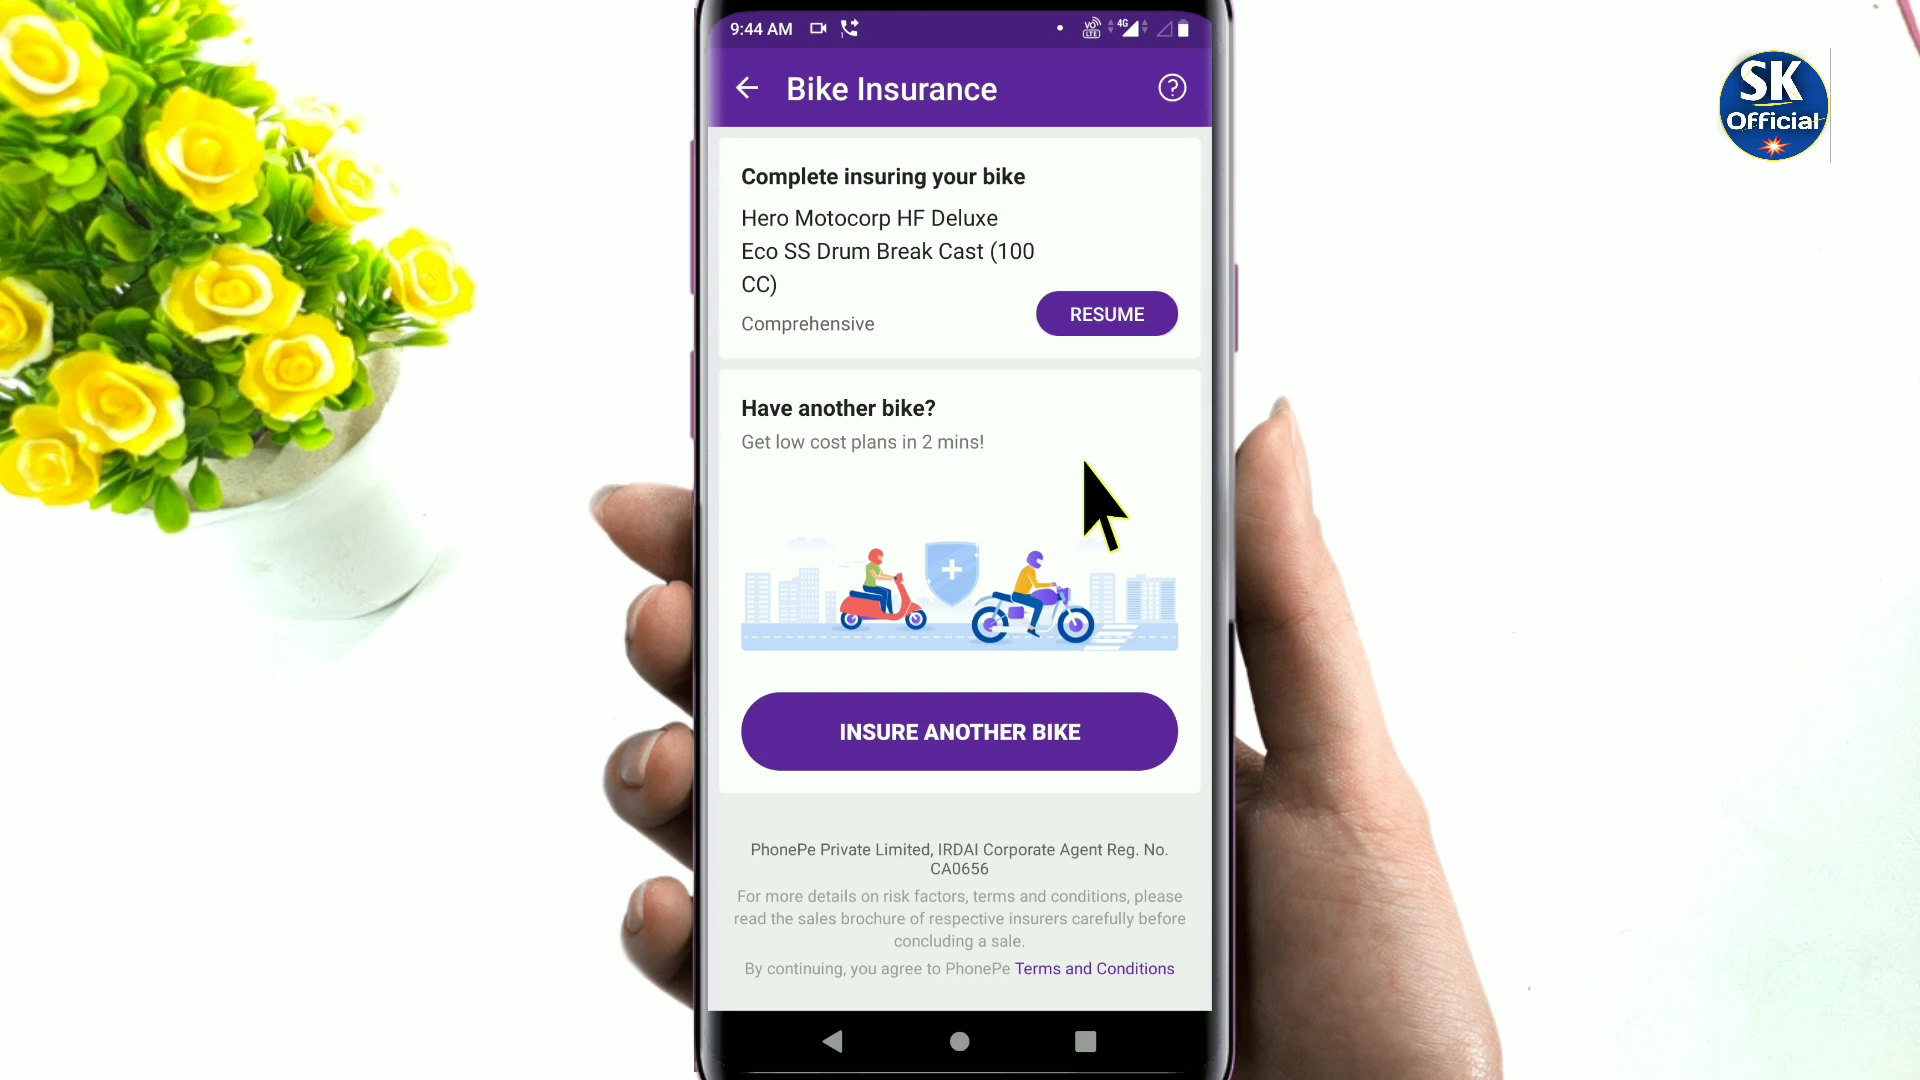 9:44 AM
VO
LTE
4G
Bike Insurance
SK
Official
Complete insuring your bike
Hero Motocorp HF Deluxe
Eco SS Drum Break Cast (100
CC)
Comprehensive
RESUME
Have another bike?
Get low cost plans in 2 mins!
INSURE ANOTHER BIKE
PhonePe Private Limited, IRDAI Corporate Agent Reg. No.
CA0656
For more details on risk factors, terms and conditions, please
read the sales brochure of respective insurers carefully before
concluding a sale.
By continuing, you agree to PhonePe Terms and Conditions